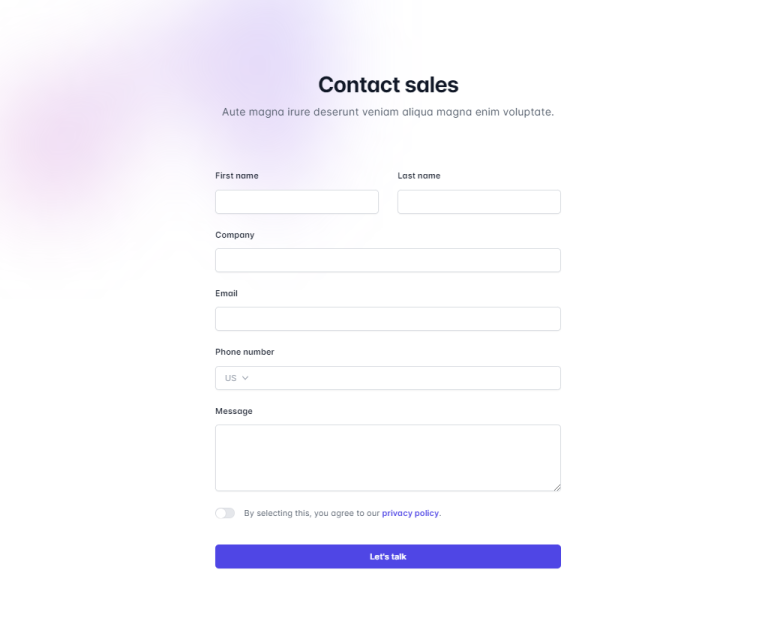 Contact sales
Aute magna irure deserunt veniam aliqua magna enim voluptate.
First name
Last name
Company
Email
Phone number
US
Message
By selecting this, you agree to our privacy policy.
Let's talk